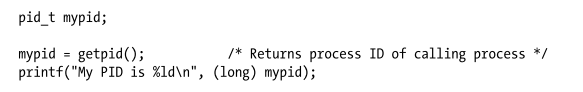 pid_t mypid;
mypid = getpid();          /* Returns process ID of calling process */
printf("My PID is %ld\n", (long) mypid);